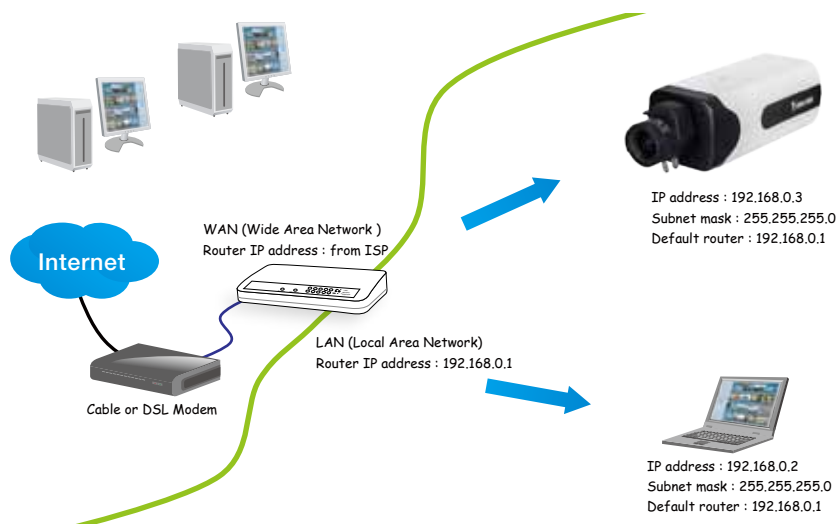 WAN (Wide Area Network )
Router IP address : from ISP
Internet
LAN (Local Area Network)
Router IP address : 192.168.0.1
Cable or DSL Modem
IP address : 192.168.0.3
Subnet mask : 255.255.255.0
Default router : 192.168.0.1
IP address : 192.168.0.2
Subnet mask : 255.255.255.0
Default router : 192.168.0.1